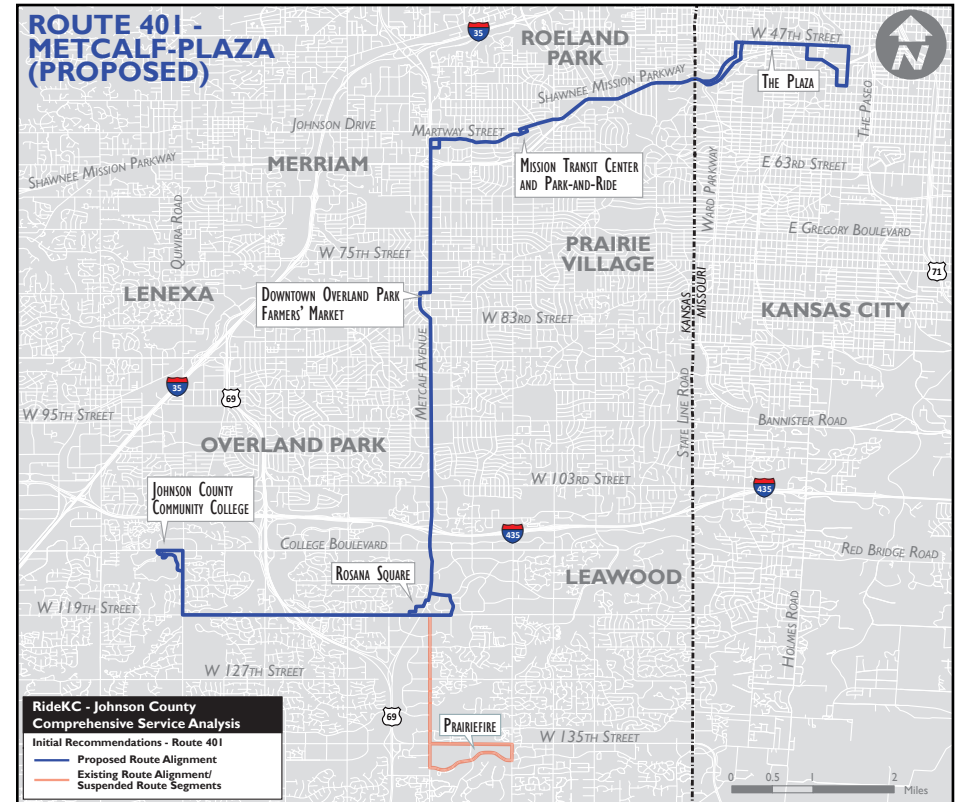 ROUTE 401 -
METCALF-PLAZA
(PROPOSED)
35
ROELAND
PARK
W 47TH STREET
N
SHAWNEE MISSION PARKWAY
THE PLAZA
THE PASEO
JOHNSON DRIVE
MARTWAY STREET
MERRIAM
SHAWNEE MISSION PARKWAY
MISSION TRANSIT CENTER
AND PARK-AND-RIDE
E 63RD STREET
WARD PARKWAY
QUIVIRA ROAD
E GREGORY BOULEVARD
W 75TH STREET
PRAIRIE
VILLAGE
71
LENEXA
DOWNTOWN OVERLAND PARK
FARMERS' MARKET
KANSAS
MISSOURI
KANSAS CITY
W 83RD STREET
METCALF AVENUE
35
69
STATE LINE ROAD
W 95TH STREET
BANNISTER ROAD
OVERLAND PARK
W 103RD STREET
435
JOHNSON COUNTY
COMMUNITY COLLEGE
435
COLLEGE BOULEVARD
RED BRIDGE ROAD
ROSANA SQUARE
LEAWOOD
W 119TH STREET
HOLMES ROAD
W 127TH STREET
69
PRAIRIEFIRE
W 135TH STREET
RideKC - Johnson County
Comprehensive Service Analysis
Initial Recommendations - Route 401
Proposed Route Alignment
Existing Route Alignment/
Suspended Route Segments
0 0.5 1 2
Miles